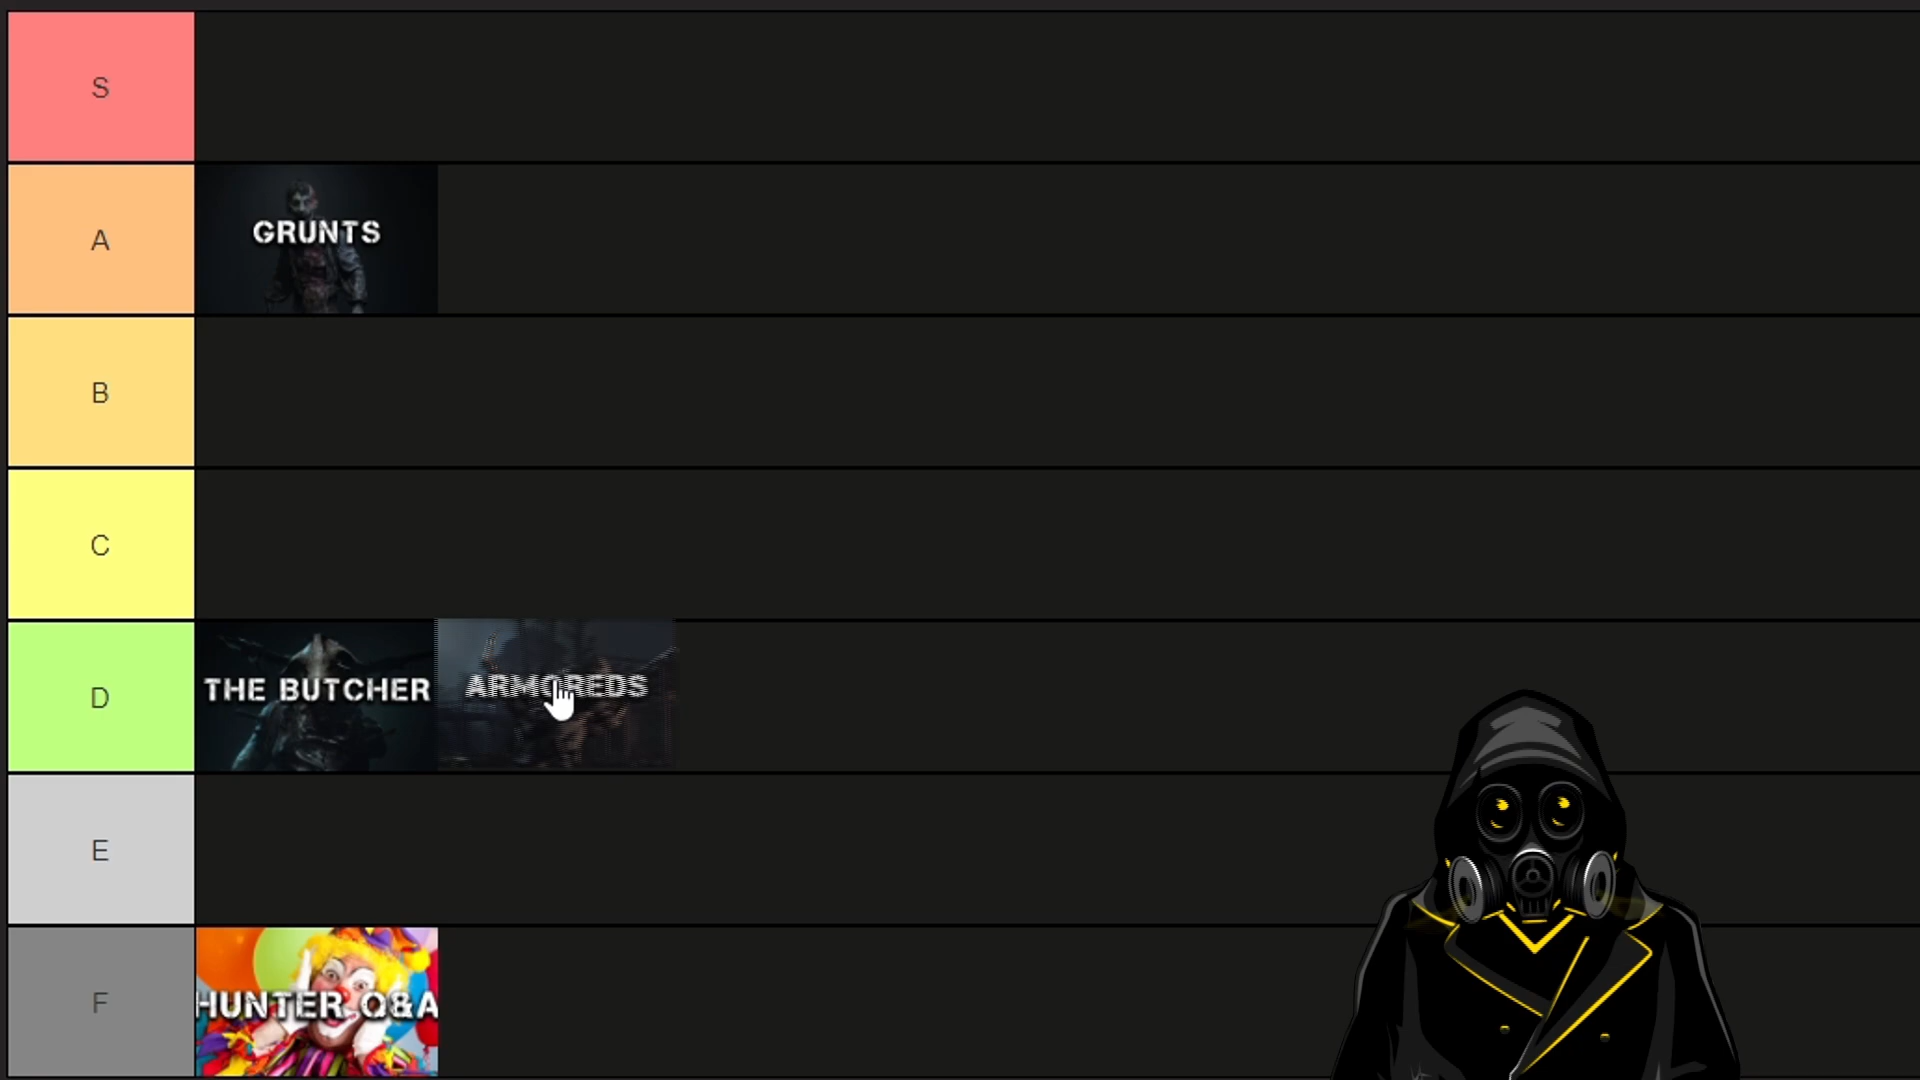 S
A
GRUNTS
B
C
D
THE BUTCHER
ARMOREDS
E
F
HUNTER Q&A